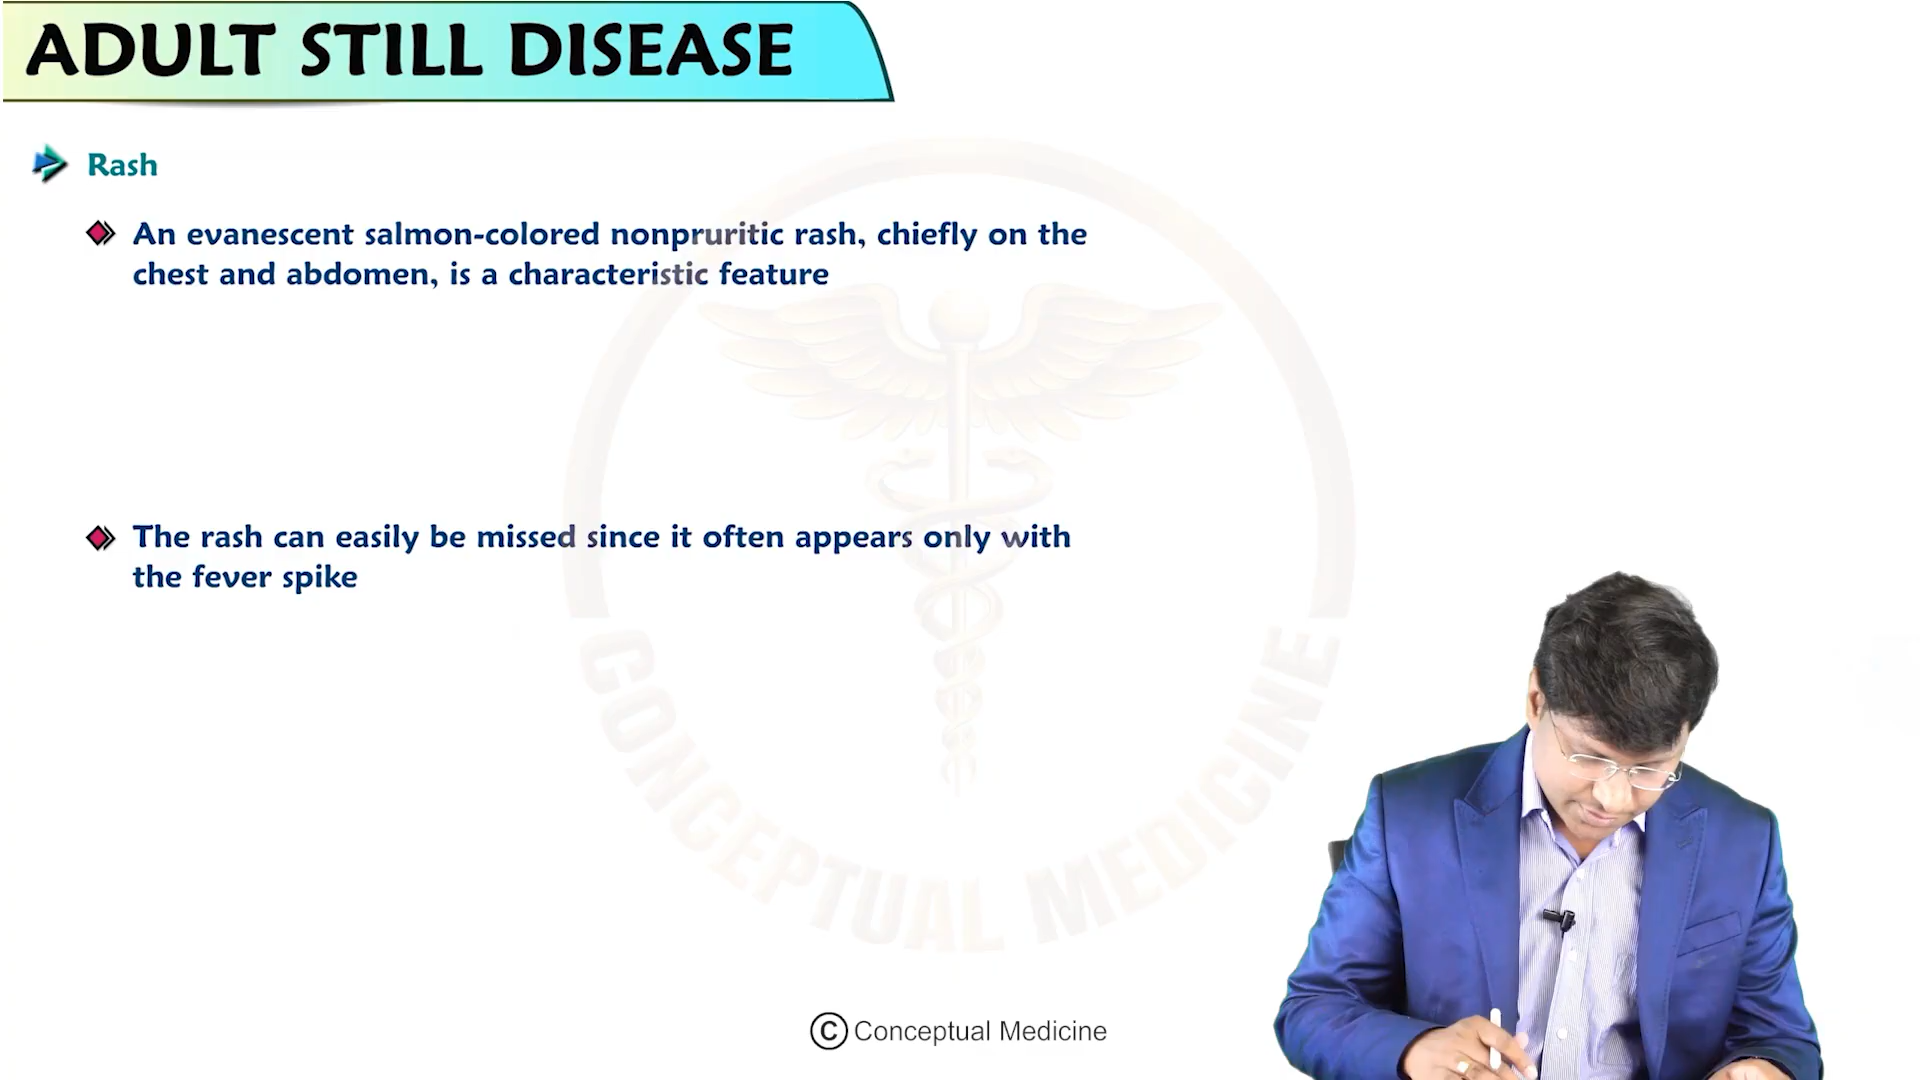 ADULT STILL DISEASE
Rash
An evanescent salmon-colored nonpruritic rash, chiefly on the
chest and abdomen, is a characteristic feature
The rash can easily be missed since it often appears only with
the fever spike
CONCEPTUAL MEDICINE
© Conceptual Medicine